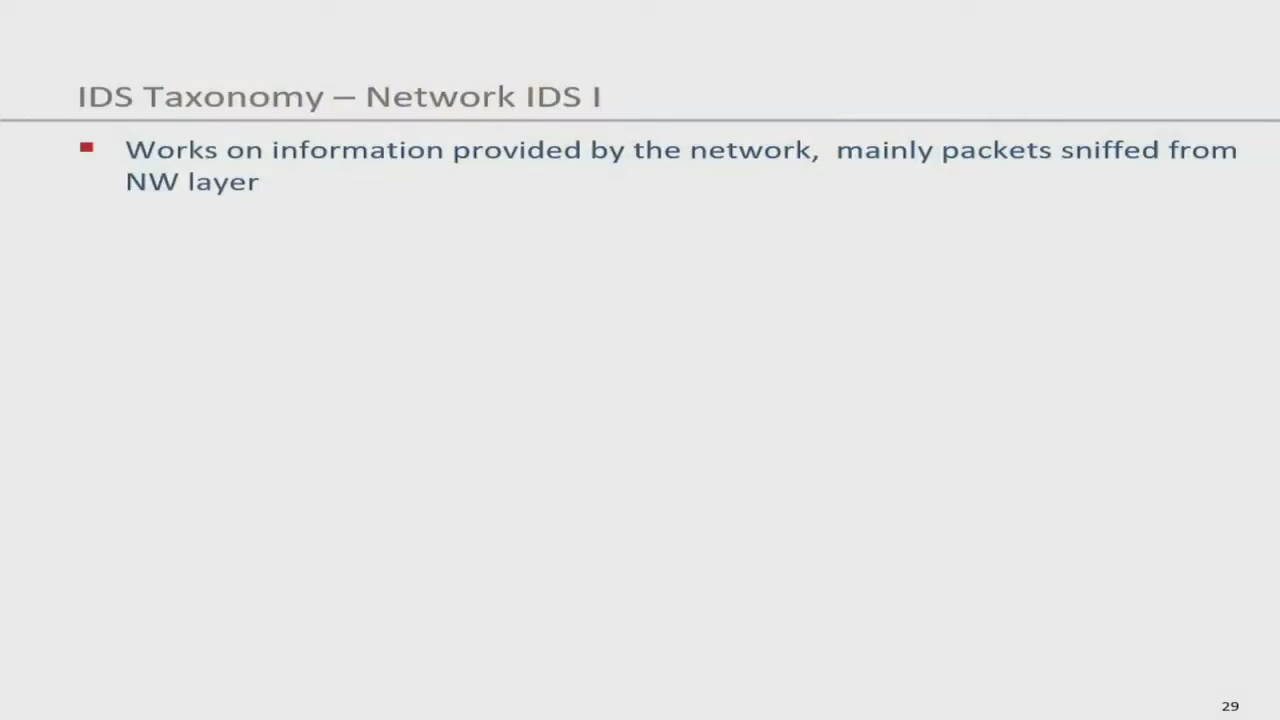 IDS Taxonomy – Network IDS I
Works on information provided by the network, mainly packets sniffed from
NW layer
29